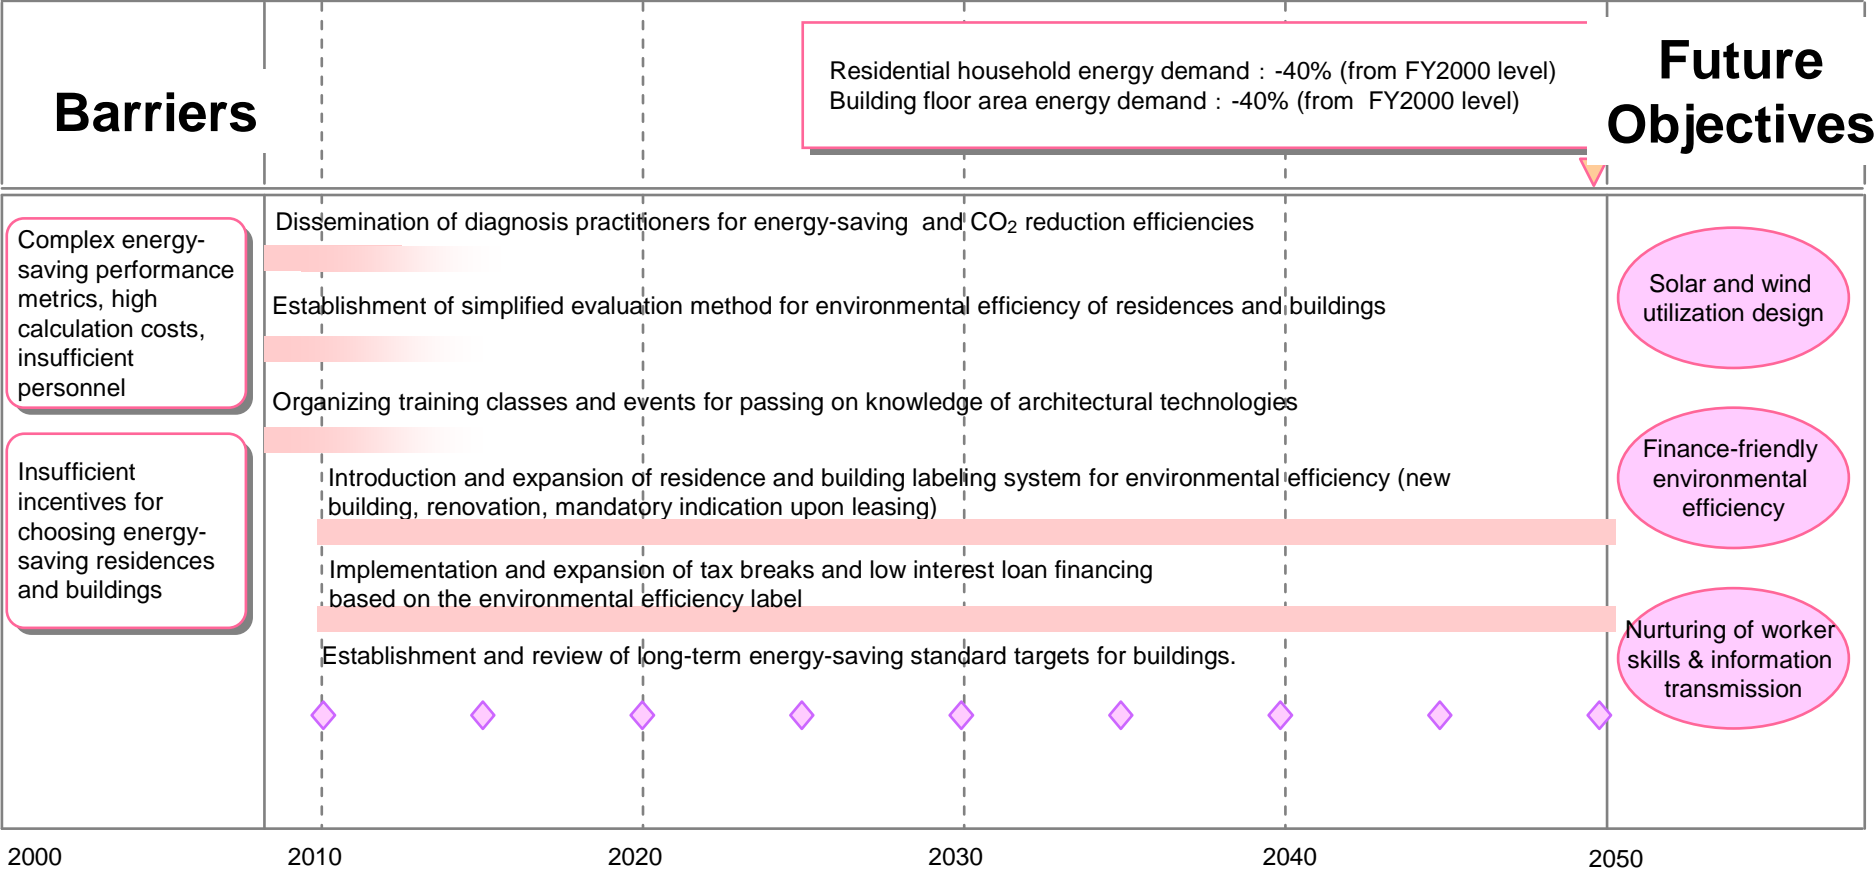 Barriers
Residential household energy demand : -40% (from FY2000 level)
Building floor area energy demand : -40% (from FY2000 level)
Future
Objectives
Complex energy-
saving performance
metrics, high
calculation costs,
insufficient
personnel
Insufficient
incentives for
choosing energy-
saving residences
and buildings
Dissemination of diagnosis practitioners for energy-saving and CO₂ reduction efficiencies
Establishment of simplified evaluation method for environmental efficiency of residences and buildings
Organizing training classes and events for passing on knowledge of architectural technologies
Introduction and expansion of residence and building labeling system for environmental efficiency (new
building, renovation, mandatory indication upon leasing)
Implementation and expansion of tax breaks and low interest loan financing
based on the environmental efficiency label
Establishment and review of long-term energy-saving standard targets for buildings.
Solar and wind
utilization design
Finance-friendly
environmental
efficiency
Nurturing of worker
skills & information
transmission
2000
2010
2020
2030
2040
2050